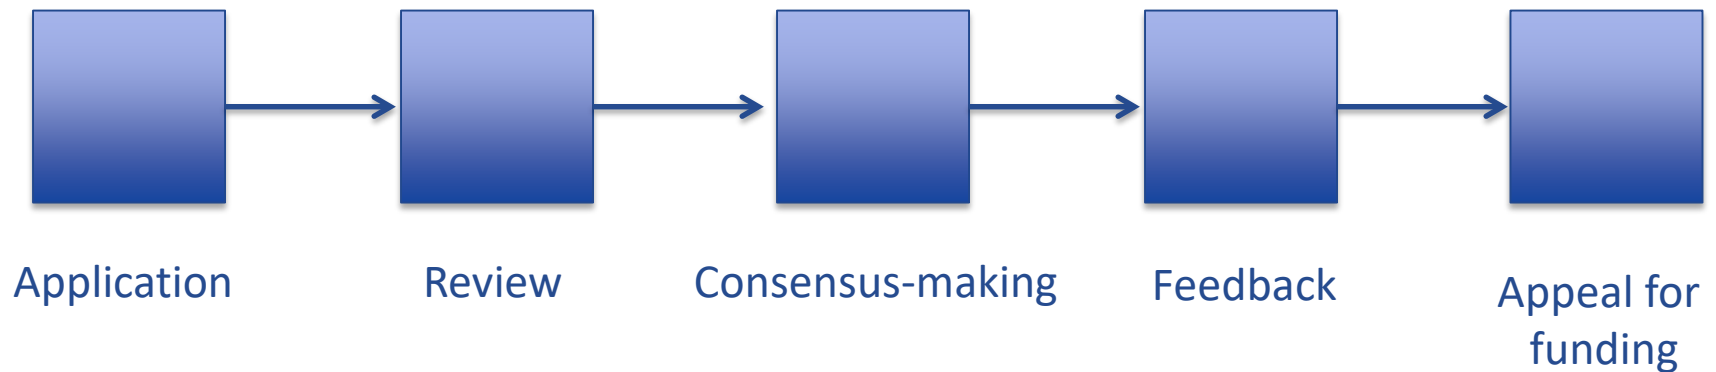 Application
Review
Consensus-making
Feedback
Appeal for
funding